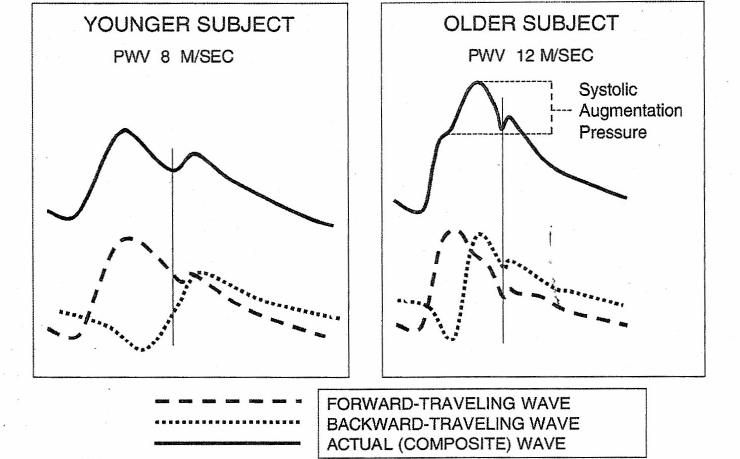 YOUNGER SUBJECT
PWV 8 M/SEC
OLDER SUBJECT
PWV 12 M/SEC
Systolic
Augmentation
Pressure
FORWARD-TRAVELING WAVE
BACKWARD-TRAVELING WAVE
ACTUAL (COMPOSITE) WAVE